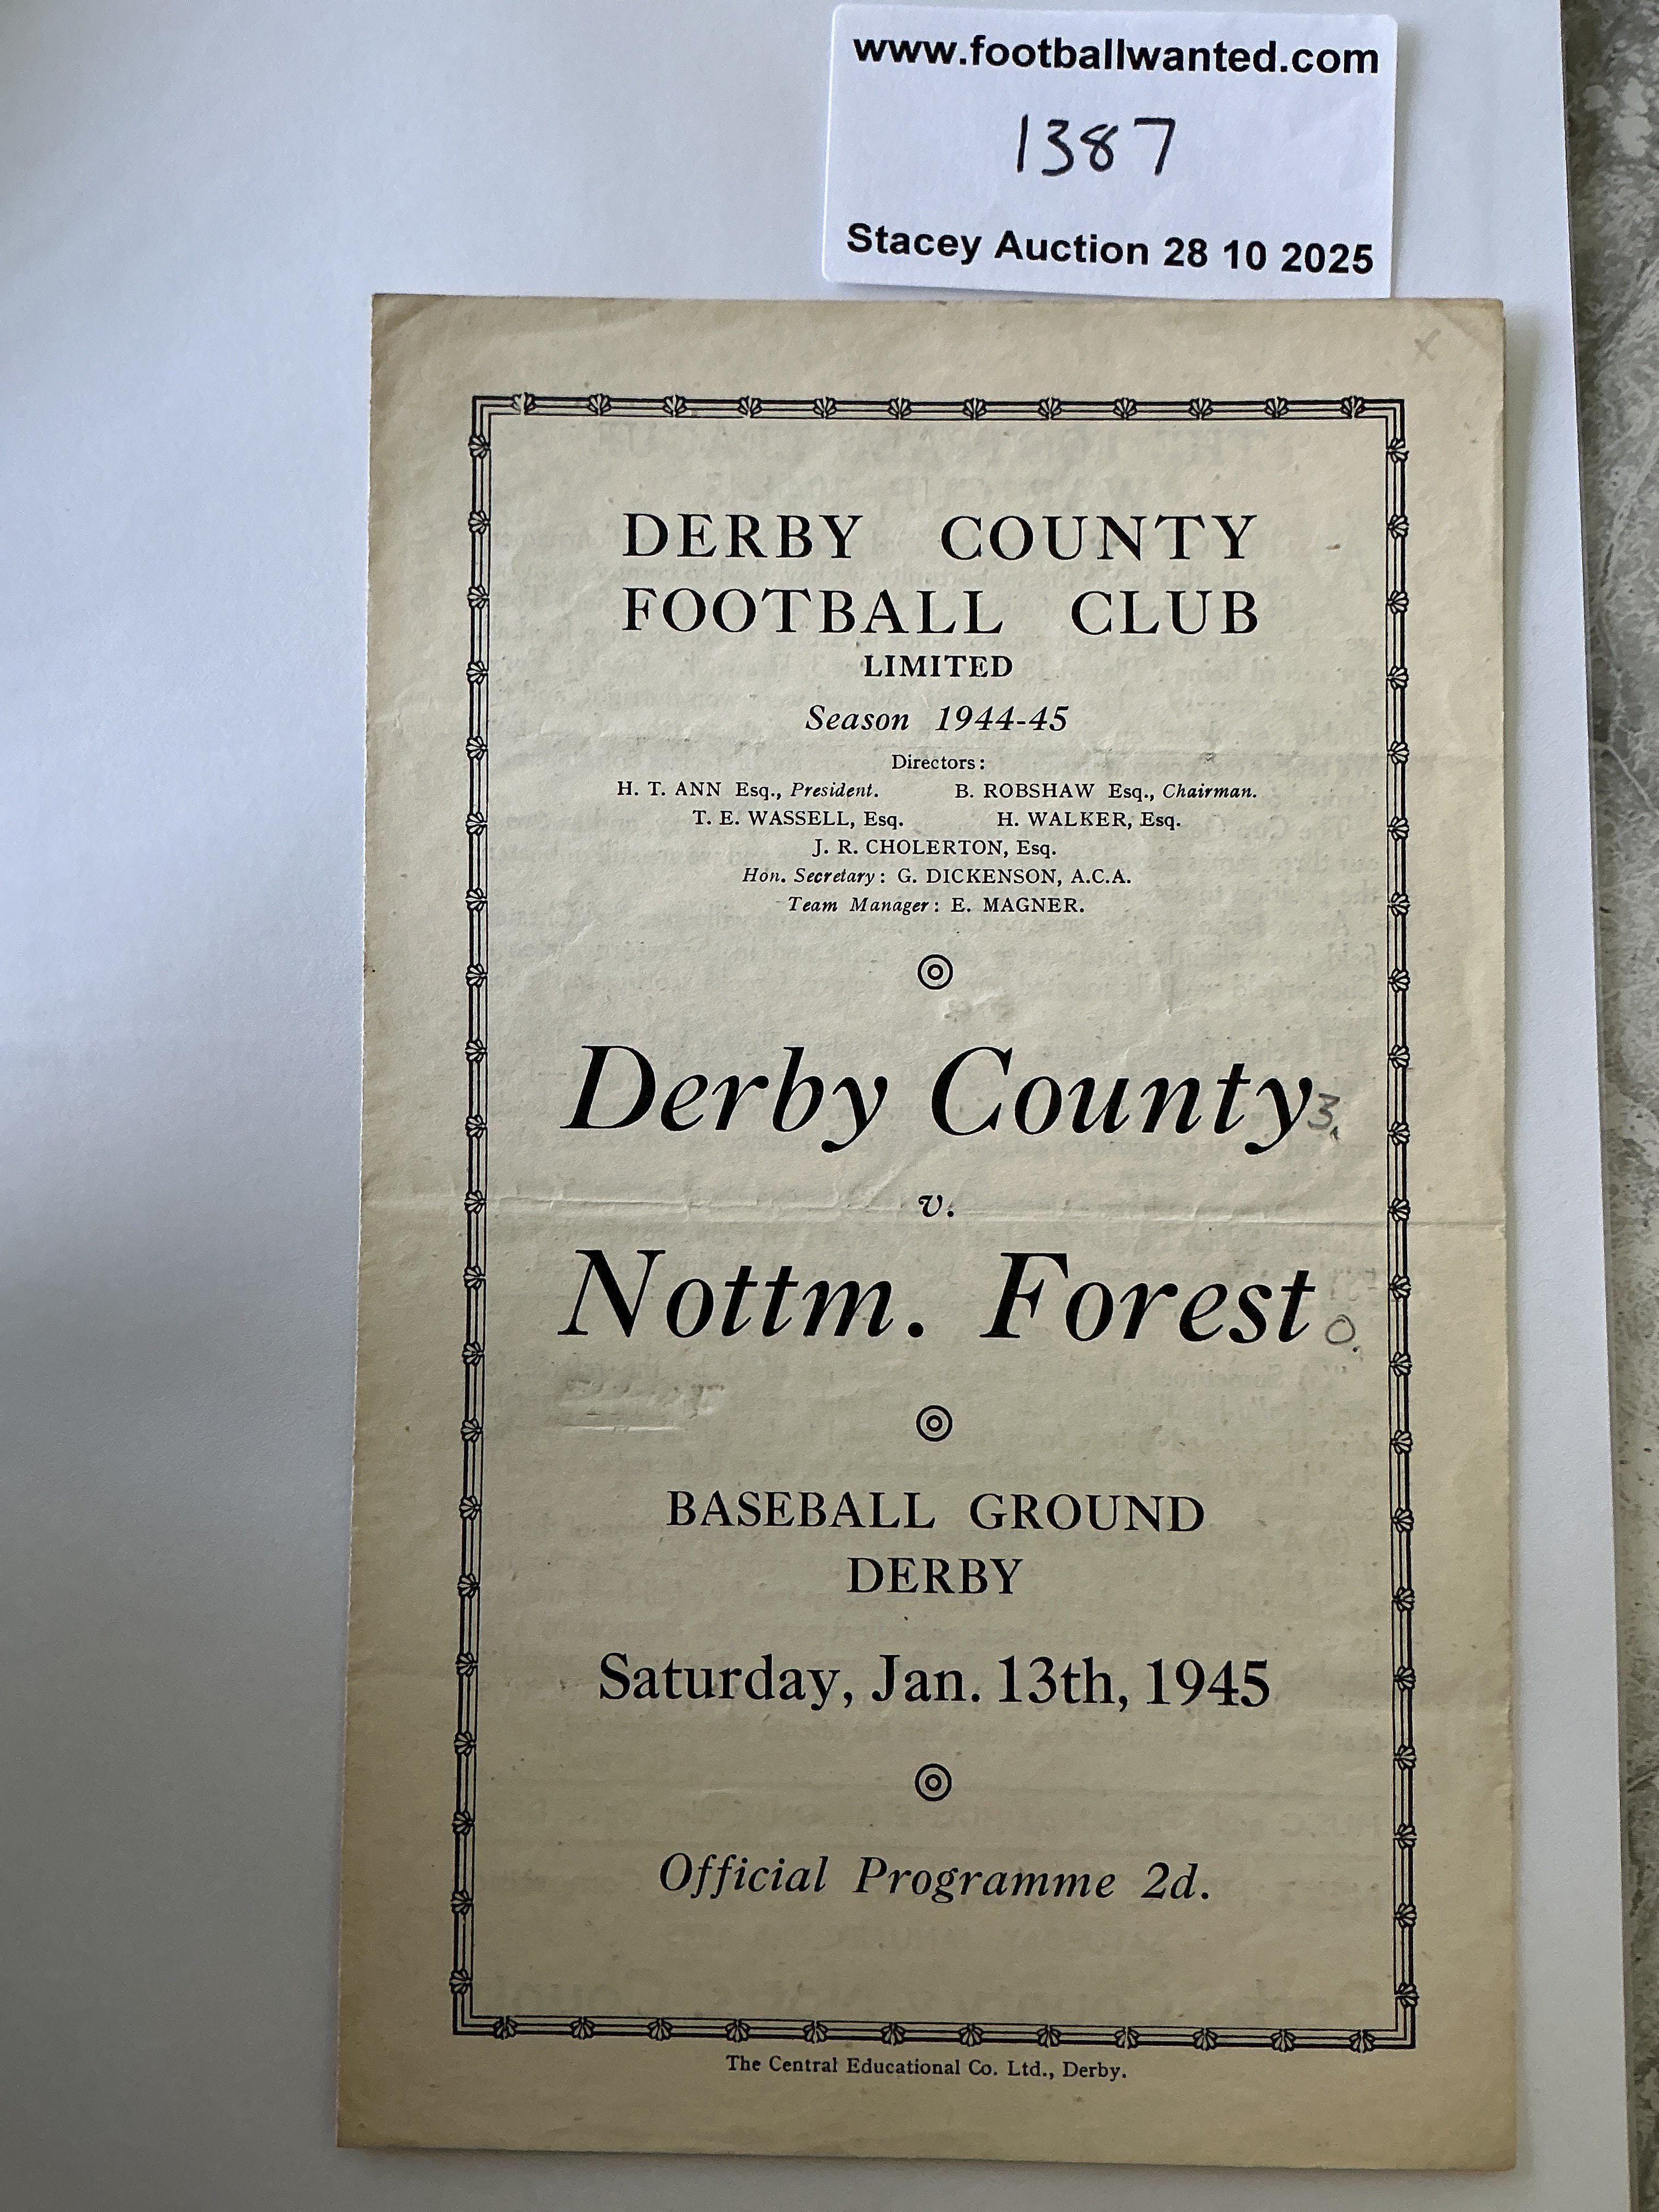 www.footballwanted.com
1387
Stacey Auction 28 10 2025
x
DERBY COUNTY
FOOTBALL CLUB
LIMITED
Season 1944-45
Directors:
H. T. ANN Esq., President. B. ROBSHAW Esq., Chairman.
T. E. WASSELL, Esq. H. WALKER, Esq.
J. R. CHOLERTON, Esq.
Hon. Secretary: G. DICKENSON, A.C.A.
Team Manager: E. MAGNER.
Derby County 3.
v.
Nottm. Forest 0.
BASEBALL GROUND
DERBY
Saturday, Jan. 13th, 1945
Official Programme 2d.
The Central Educational Co. Ltd., Derby.